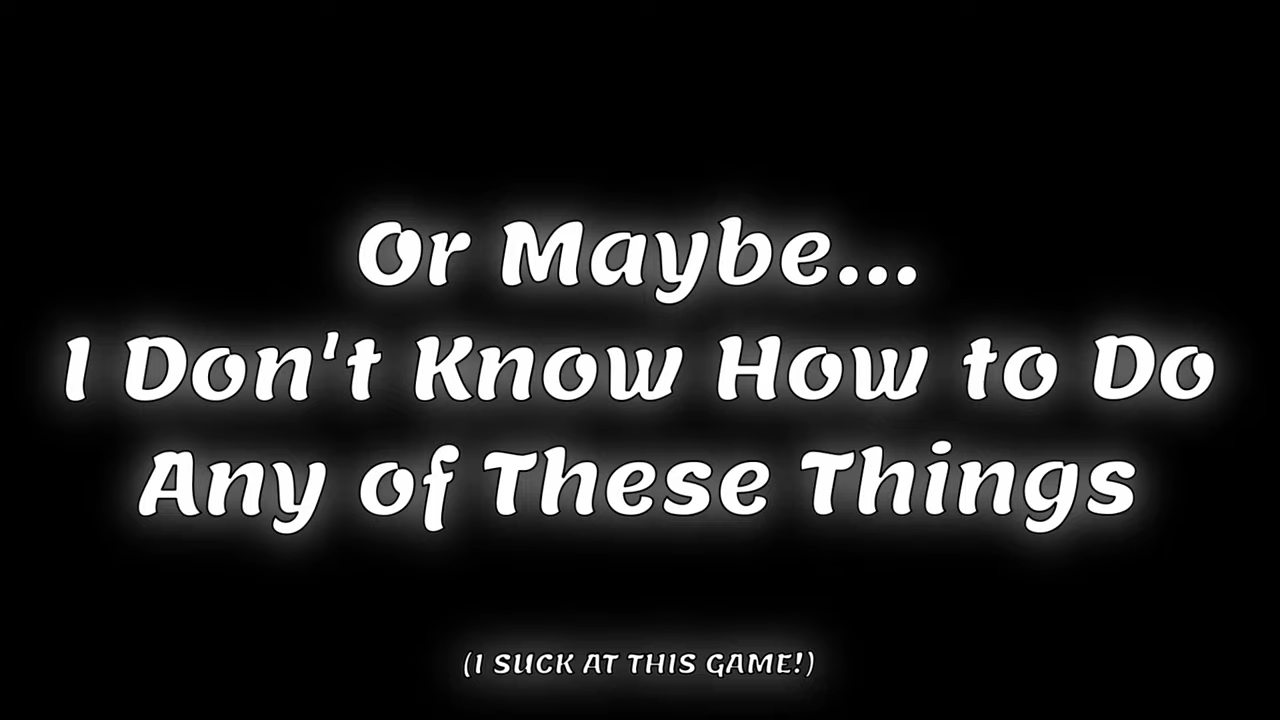 Or Maybe...
I Don't Know How to Do
Any of These Things
(I SUCK AT THIS GAME!)